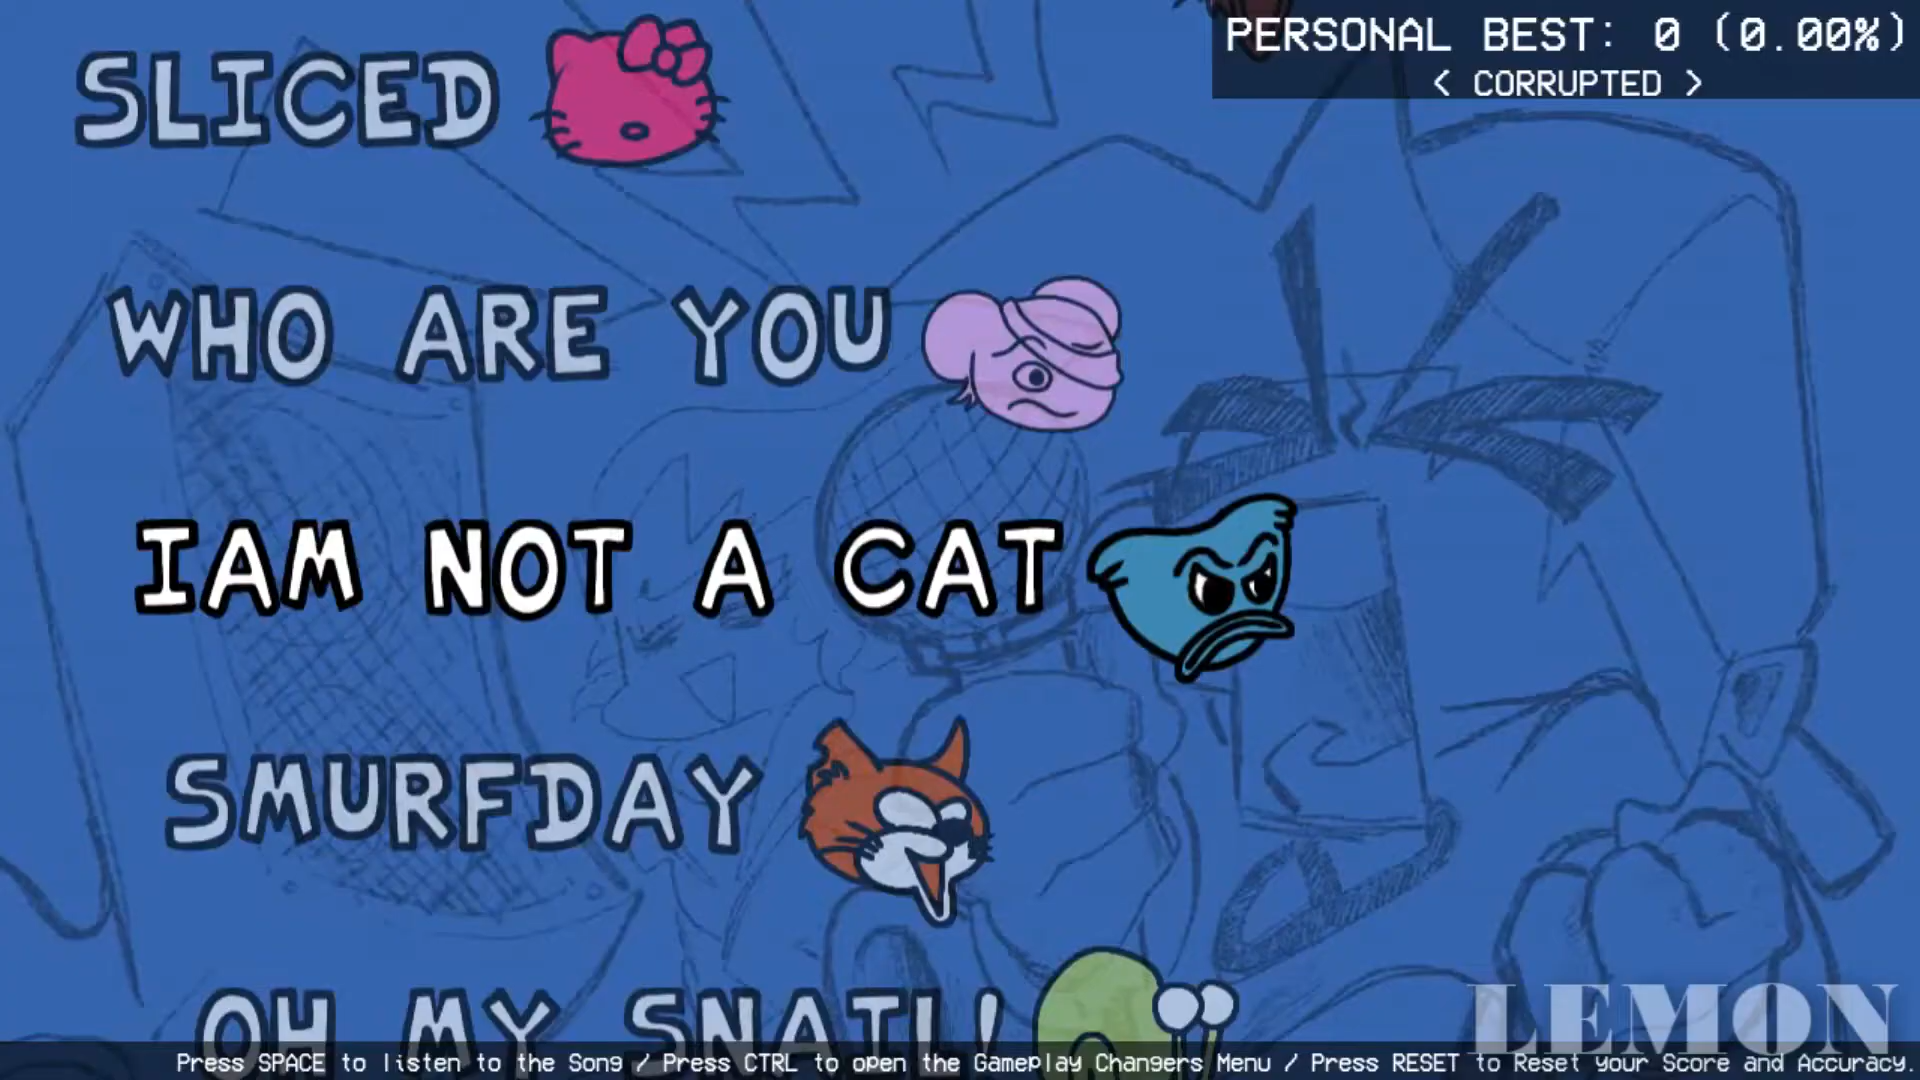 SLICED
PERSONAL BEST: 0 (0.00%)
< CORRUPTED >
WHO ARE YOU
IAM NOT A CAT
SMURFDAY
OH MY SNAIL!
LEMON
Press SPACE to listen to the Song / Press CTRL to open the Gameplay Changers Menu / Press RESET to Reset your Score and Accuracy.